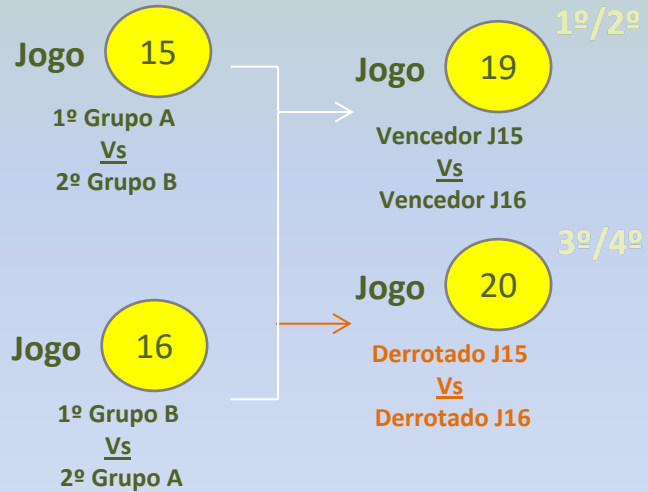 Jogo 15
1º Grupo A
Vs
2º Grupo B
Jogo 16
1º Grupo B
Vs
2º Grupo A
1º/2º
Jogo 19
Vencedor J15
Vs
Vencedor J16
3º/4º
Jogo 20
Derrotado J15
Vs
Derrotado J16